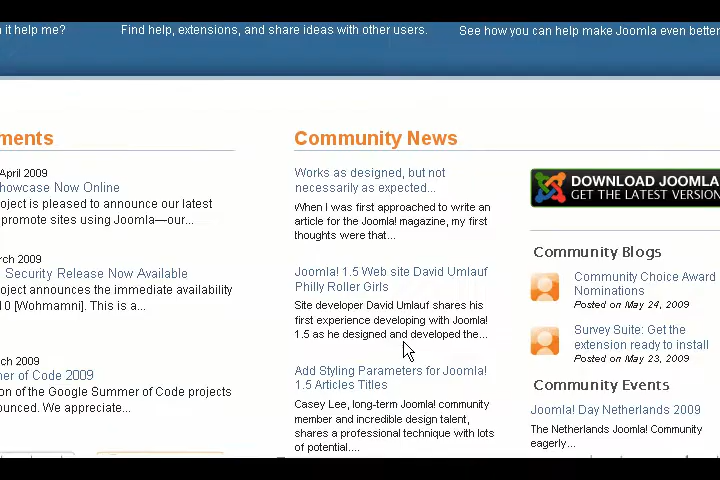 it help me?
Find help, extensions, and share ideas with other users.
See how you can help make Joomla even better
ments
April 2009
howcase Now Online
oject is pleased to announce our latest
promote sites using Joomla—our...
rch 2009
Security Release Now Available
oject announces the immediate availability
10 [Wohmamni]. This is a...
ch 2009
er of Code 2009
on of the Google Summer of Code projects
ounced. We appreciate...
Community News
Works as designed, but not
necessarily as expected...
When I was first approached to write an
article for the Joomla! magazine, my first
thoughts were that...
Joomla! 1.5 Web site David Umlauf
Philly Roller Girls
Site developer David Umlauf shares his
first experience developing with Joomla!
1.5 as he designed and developed the...
Add Styling Parameters for Joomla!
1.5 Articles Titles
Casey Lee, long-term Joomla! community
member and incredible design talent,
shares a professional technique with lots
of potential....
DOWNLOAD JOOMLA
GET THE LATEST VERSION
Community Blogs
Community Choice Award
Nominations
Posted on May 24, 2009
Survey Suite: Get the
extension ready to install
Posted on May 23, 2009
Community Events
Joomla! Day Netherlands 2009
The Netherlands Joomla! Community
eagerly...